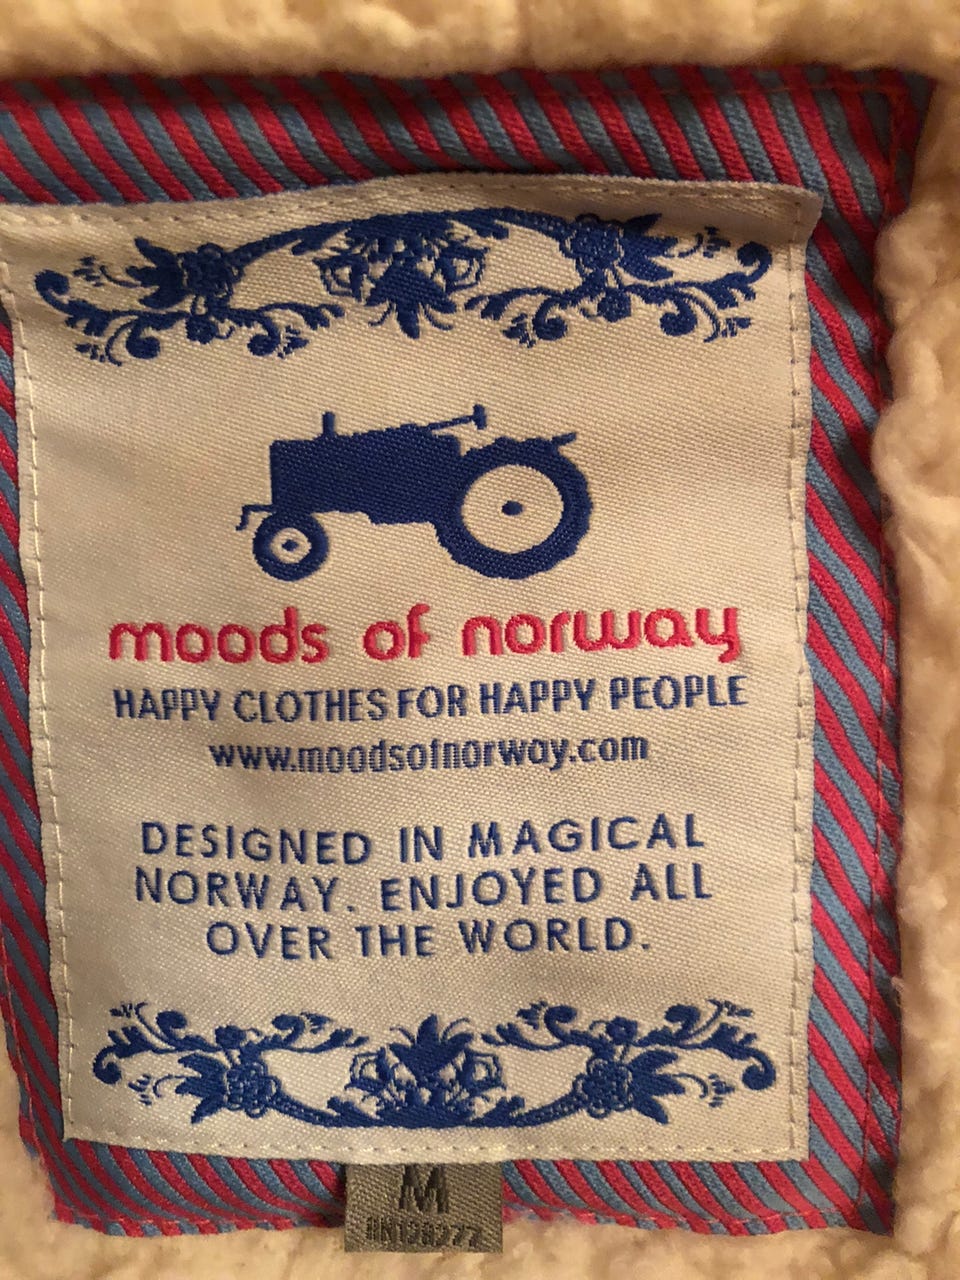 moods of norway
HAPPY CLOTHES FOR HAPPY PEOPLE
www.moodsofnorway.com
DESIGNED IN MAGICAL
NORWAY. ENJOYED ALL
OVER THE WORLD.
M